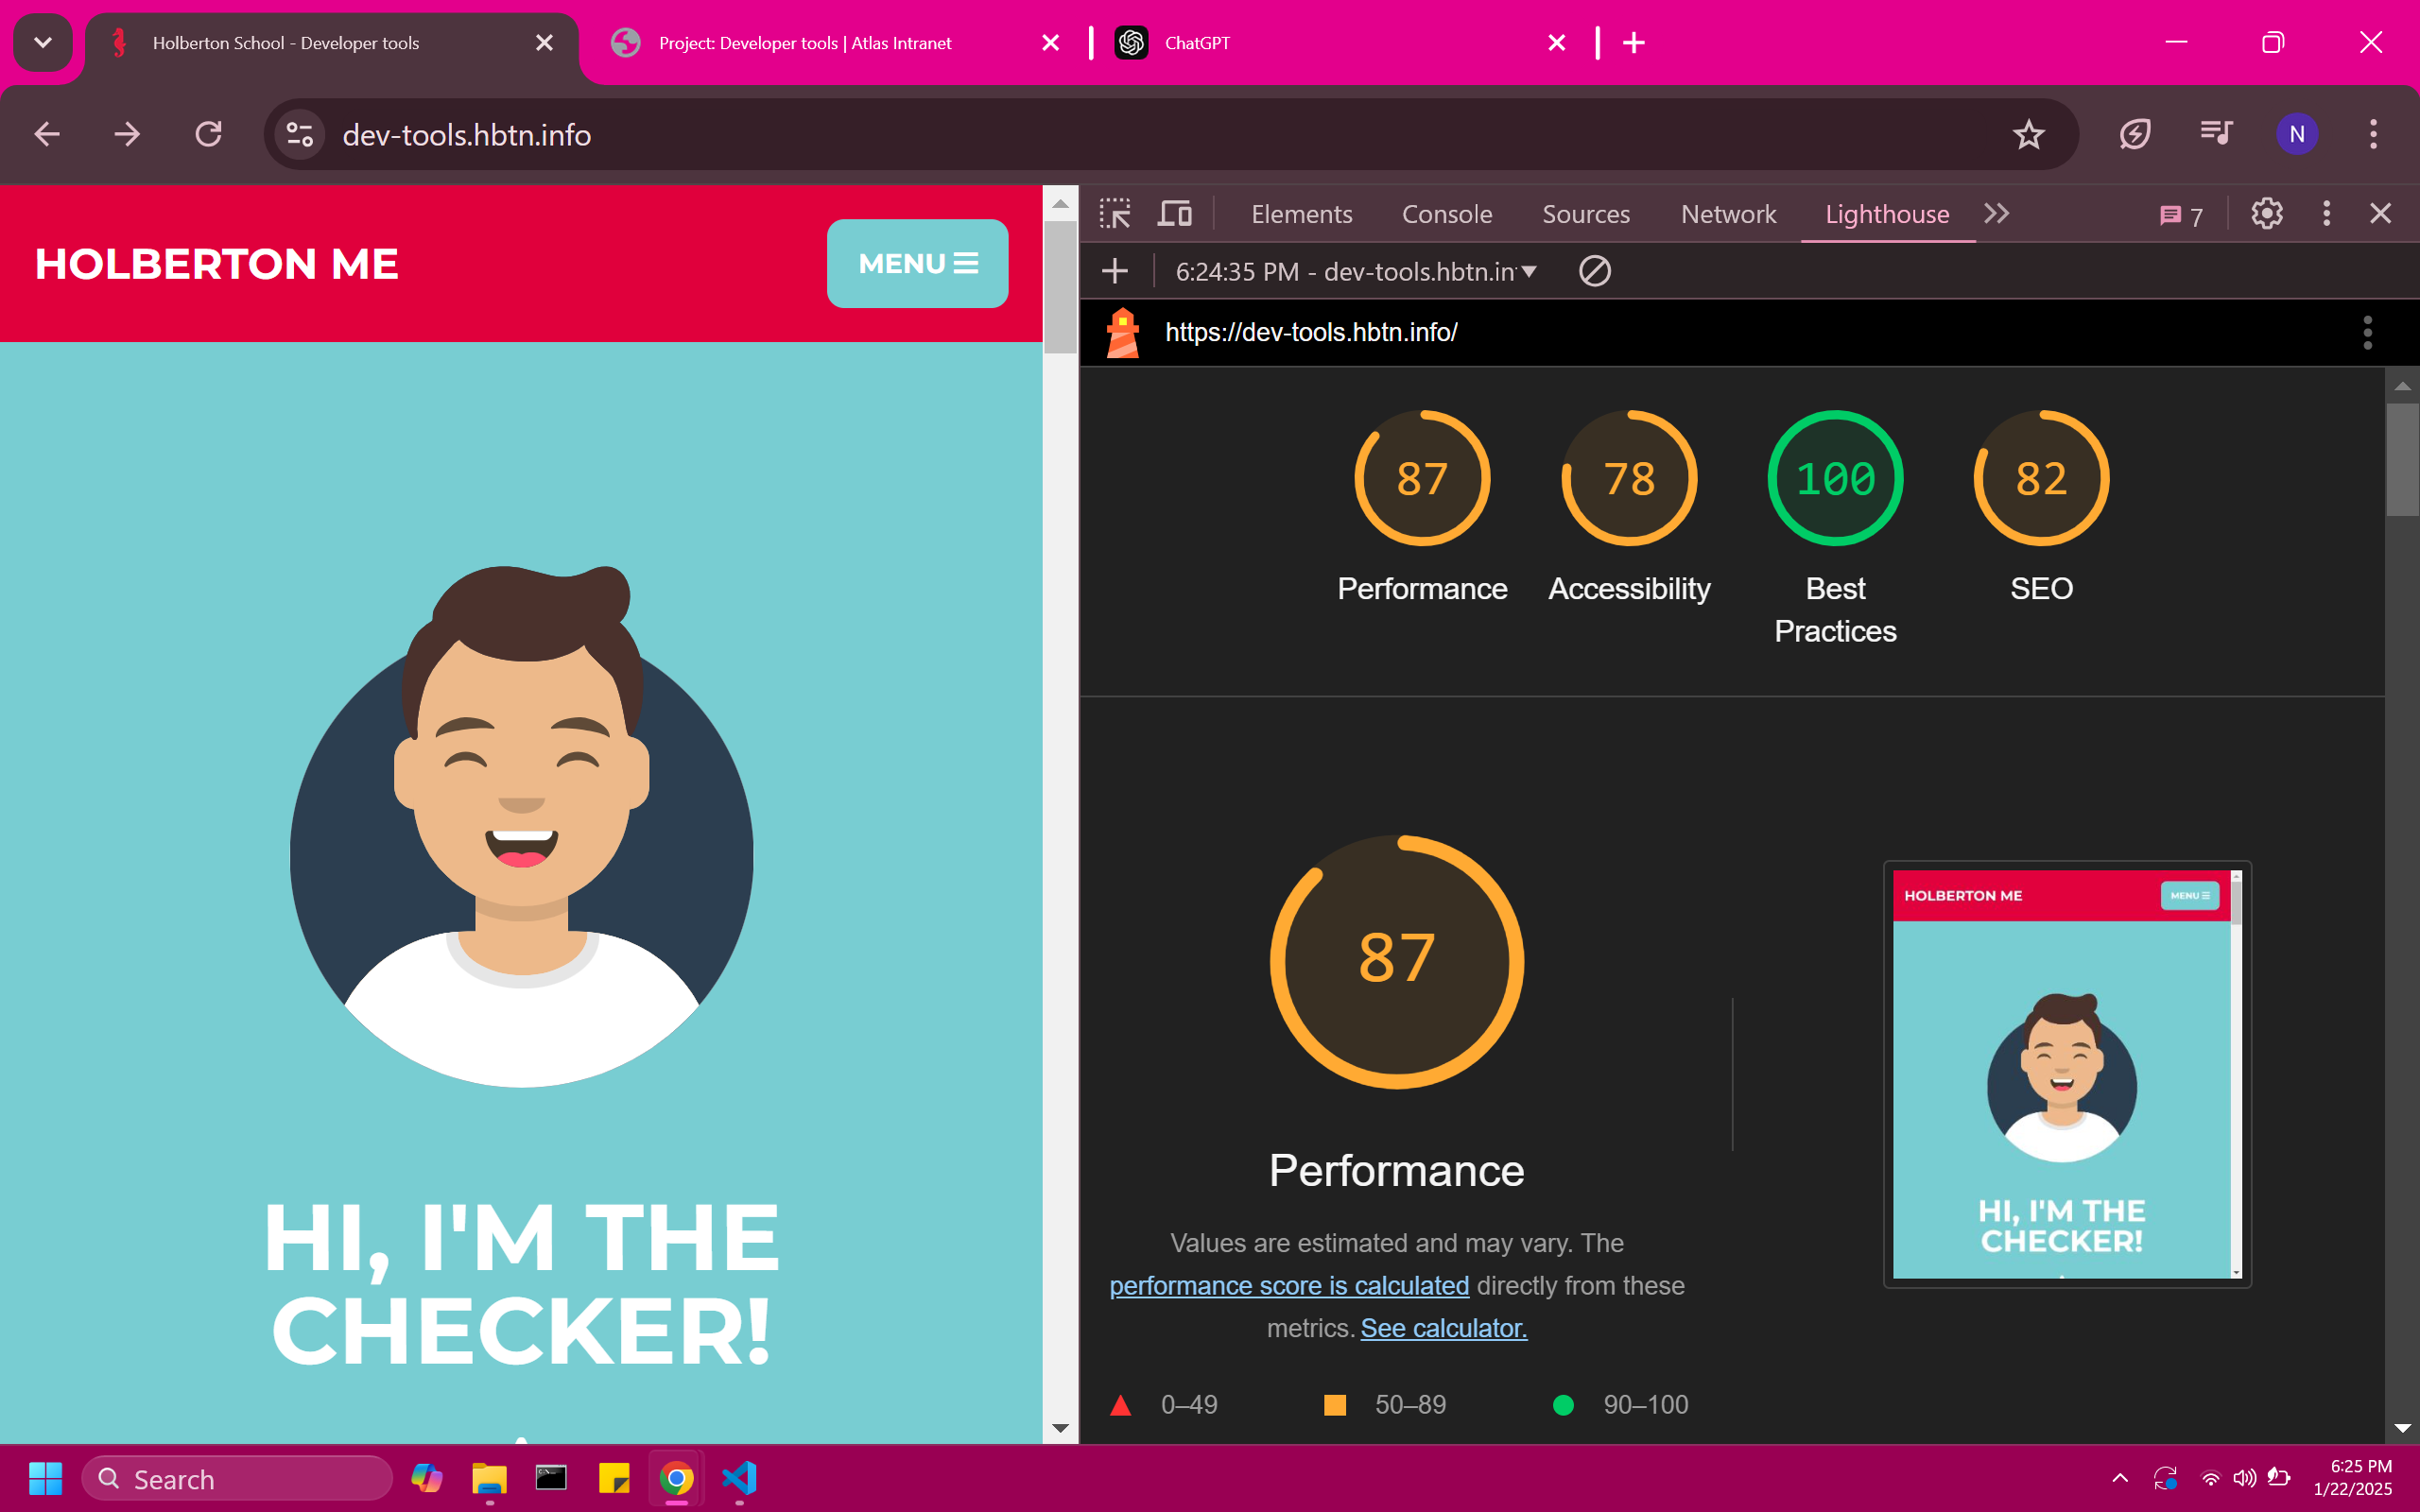 Holberton School - Developer tools
Project: Developer tools | Atlas Intranet
ChatGPT
dev-tools.hbtn.info
N
HOLBERTON ME
MENU
HI, I'M THE
CHECKER!
Elements
Console
Sources
Network
Lighthouse
7
6:24:35 PM - dev-tools.hbtn.in
https://dev-tools.hbtn.info/
87
78
100
82
Performance
Accessibility
Best
Practices
SEO
87
Performance
Values are estimated and may vary. The
performance score is calculated directly from these
metrics. See calculator.
0–49
50–89
90–100
HOLBERTON ME
MENU
HI, I'M THE
CHECKER!
Search
6:25 PM
1/22/2025